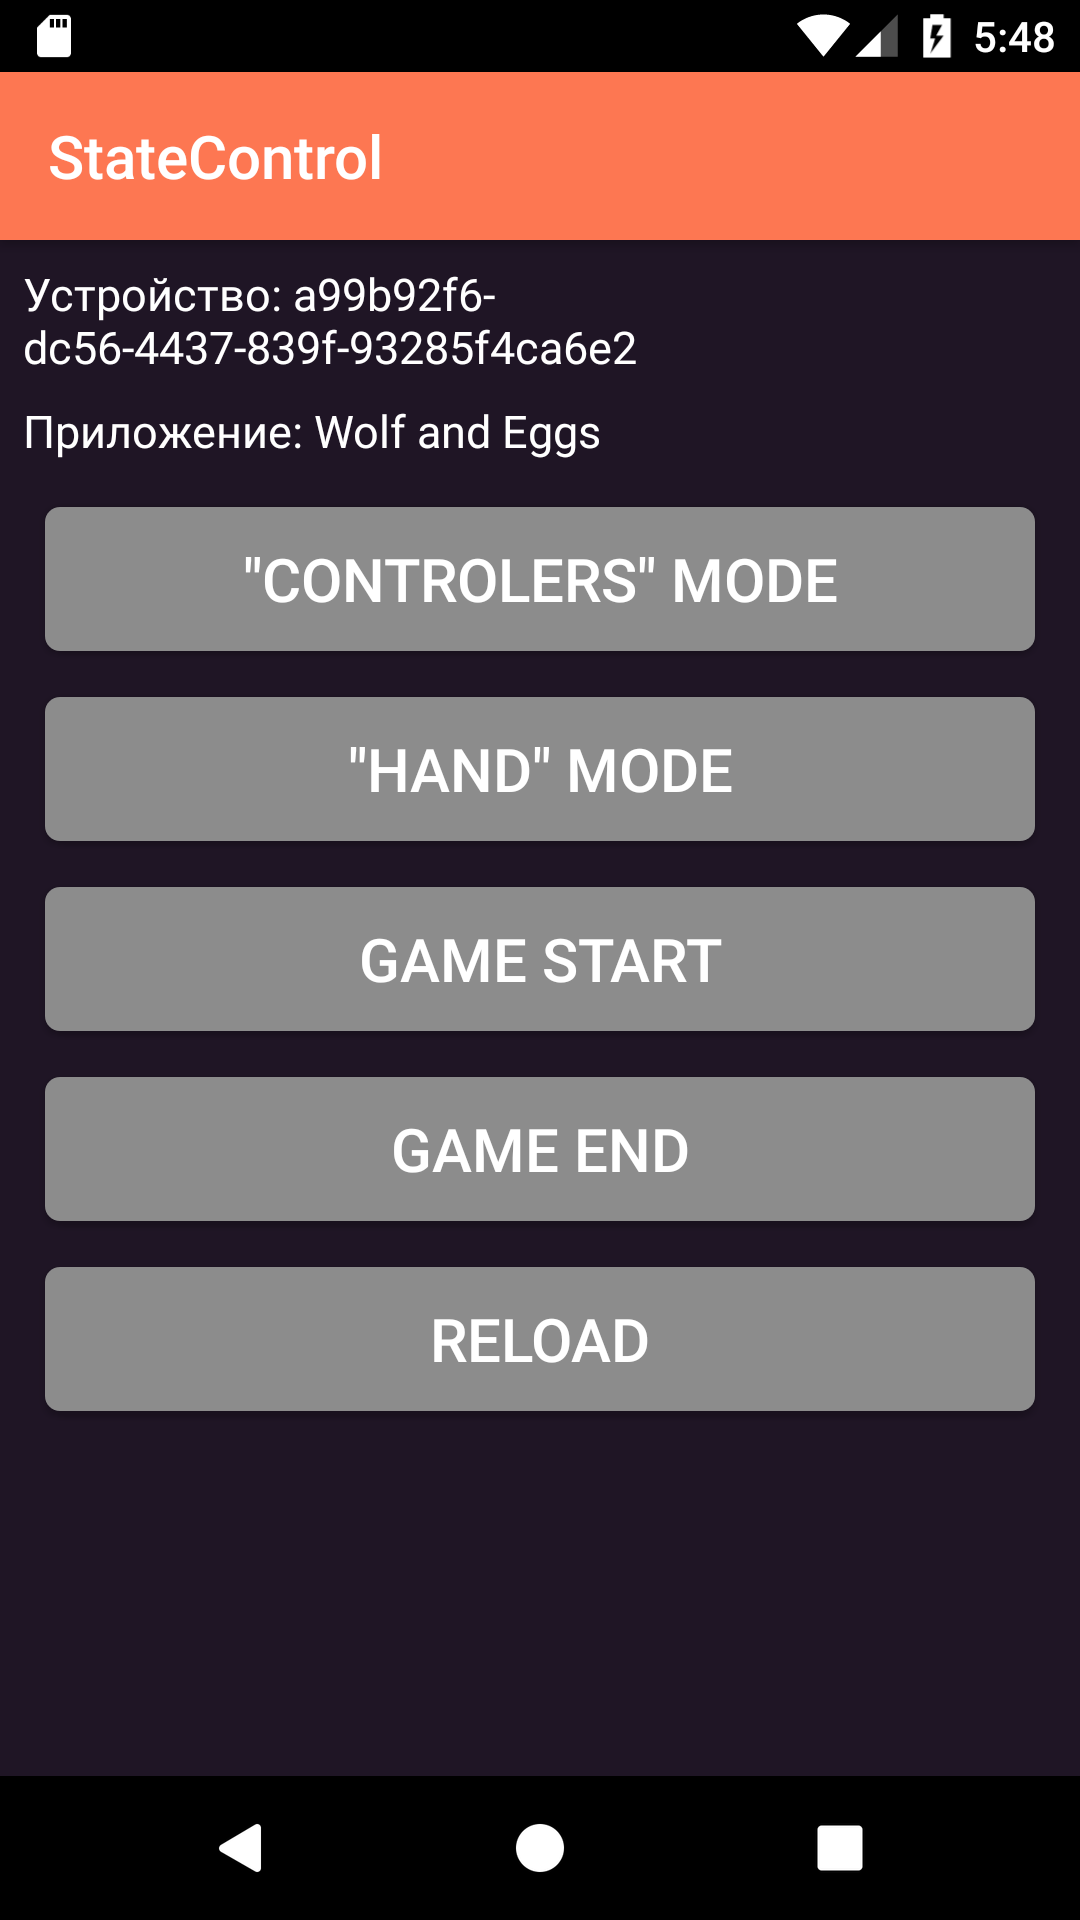 5:48
StateControl
Устройство: a99b92f6-
dc56-4437-839f-93285f4ca6e2
Приложение: Wolf and Eggs
"CONTROLERS" MODE
"HAND" MODE
GAME START
GAME END
RELOAD